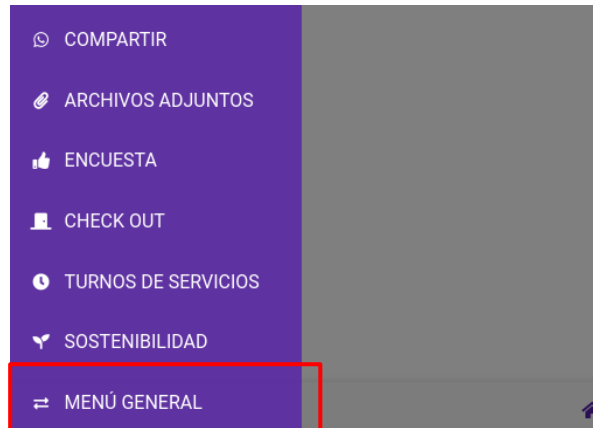 COMPARTIR
ARCHIVOS ADJUNTOS
ENCUESTA
CHECK OUT
TURNOS DE SERVICIOS
SOSTENIBILIDAD
MENÚ GENERAL